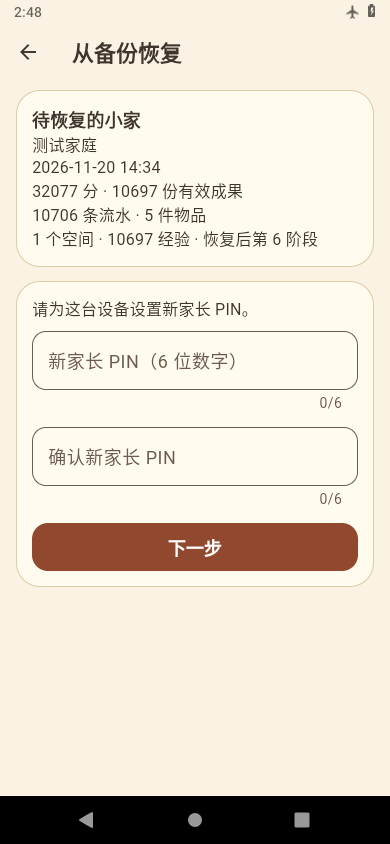 2:48
从备份恢复
待恢复的小家
测试家庭
2026-11-20 14:34
32077 分 · 10697 份有效成果
10706 条流水 · 5 件物品
1 个空间 · 10697 经验 · 恢复后第 6 阶段
请为这台设备设置新家长 PIN。
新家长 PIN（6 位数字）
0/6
确认新家长 PIN
0/6
下一步